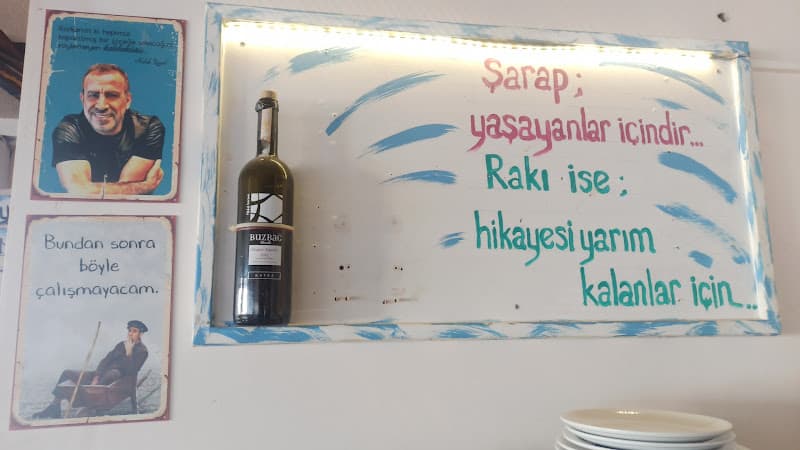 Bundan sonra
böyle
çalışmayacam.
BUZBAĞ
Şarap;
yaşayanlar içindir...
Rakı ise;
hikayesi yarım
kalanlar için...